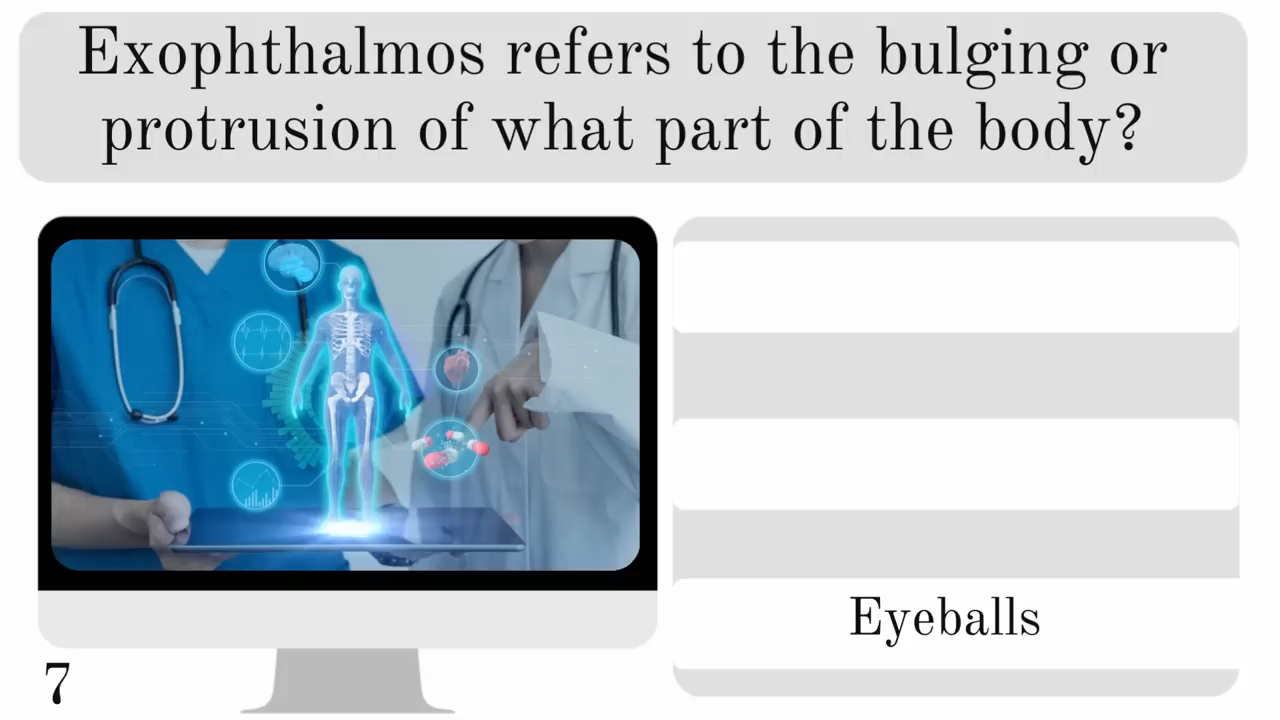 Exophthalmos refers to the bulging or
protrusion of what part of the body?
Eyeballs
7